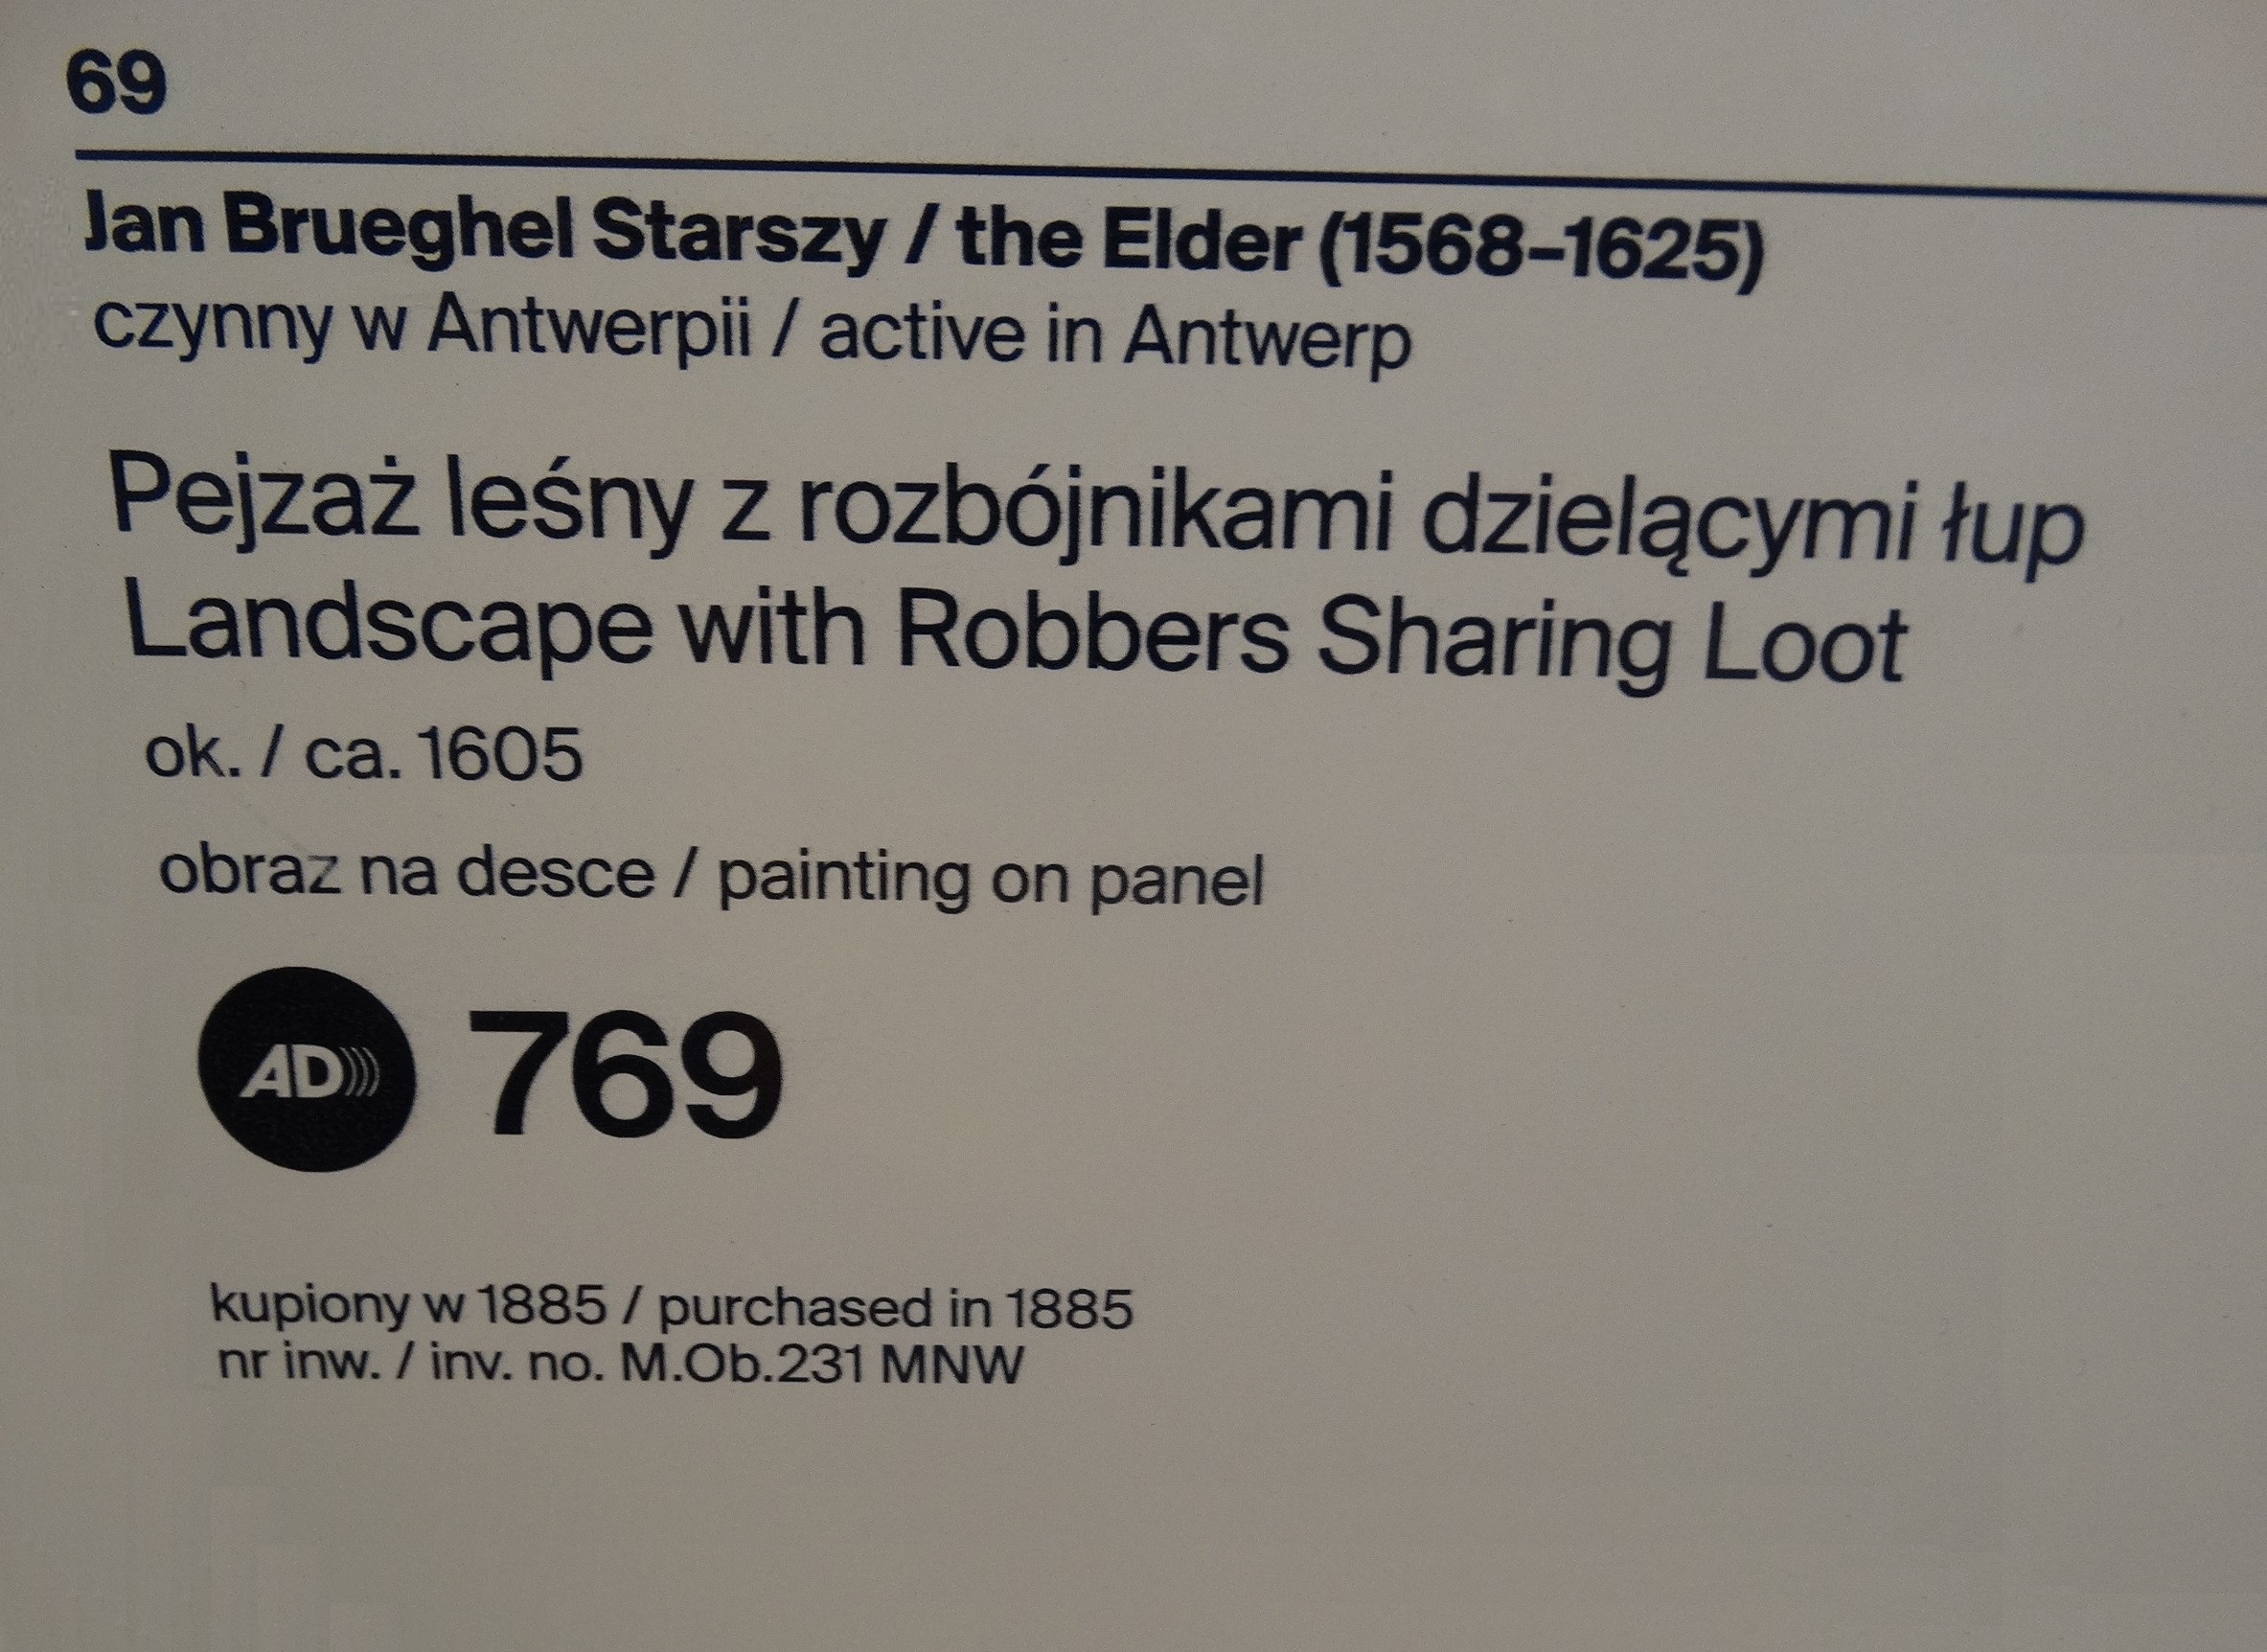 69
Jan Brueghel Starszy / the Elder (1568–1625)
czynny w Antwerpii / active in Antwerp
Pejzaż leśny z rozbójnikami dzielącymi łup
Landscape with Robbers Sharing Loot
ok. / ca. 1605
obraz na desce / painting on panel
AD))) 769
kupiony w 1885 / purchased in 1885
nr inw. / inv. no. M.Ob.231 MNW